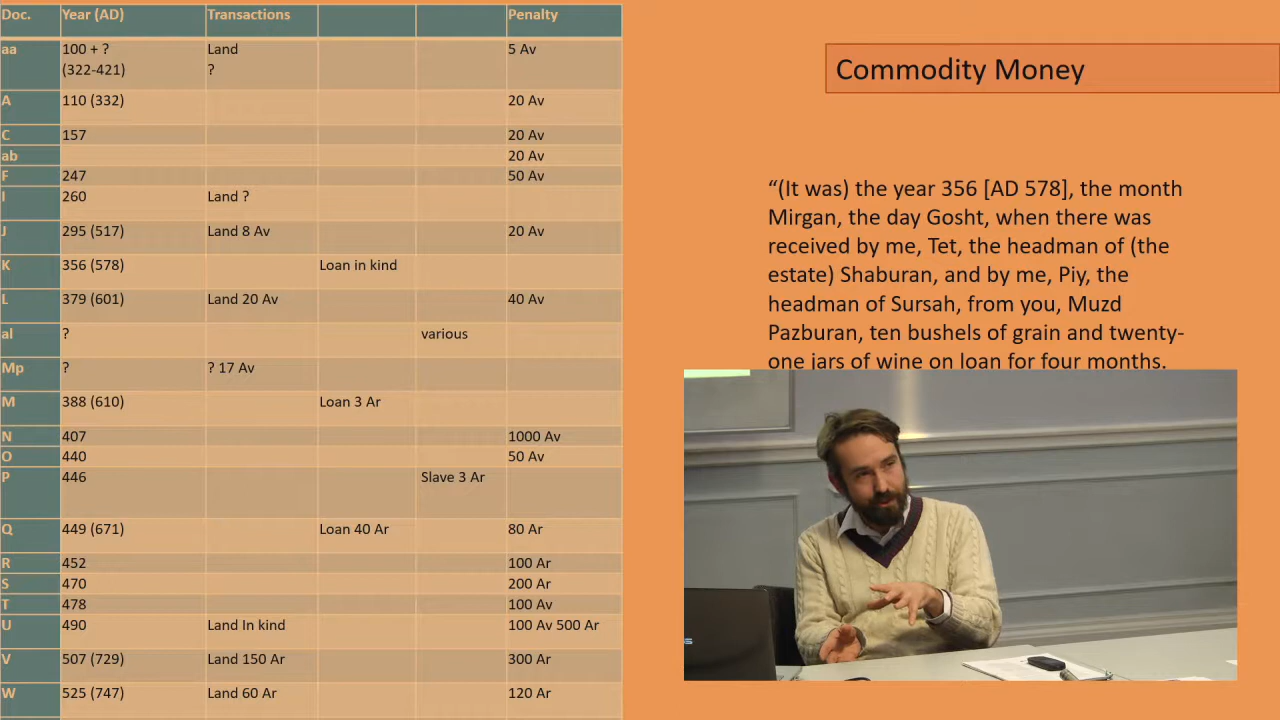 Doc. Year (AD) Transactions Penalty
aa 100 + ? Land 5 Av
(322-421) ?
A 110 (332) 20 Av
C 157 20 Av
ab 20 Av
F 247 50 Av
I 260 Land ?
J 295 (517) Land 8 Av 20 Av
K 356 (578) Loan in kind
L 379 (601) Land 20 Av 40 Av
al ? various
Mp ? ? 17 Av
M 388 (610) Loan 3 Ar
N 407 1000 Av
O 440 50 Av
P 446 Slave 3 Ar
Q 449 (671) Loan 40 Ar 80 Ar
R 452 100 Ar
S 470 200 Ar
T 478 100 Av
U 490 Land In kind 100 Av 500 Ar
V 507 (729) Land 150 Ar 300 Ar
W 525 (747) Land 60 Ar 120 Ar
Commodity Money
“(It was) the year 356 [AD 578], the month
Mirgan, the day Gosht, when there was
received by me, Tet, the headman of (the
estate) Shaburan, and by me, Piy, the
headman of Sursah, from you, Muzd
Pazburan, ten bushels of grain and twenty-
one jars of wine on loan for four months.